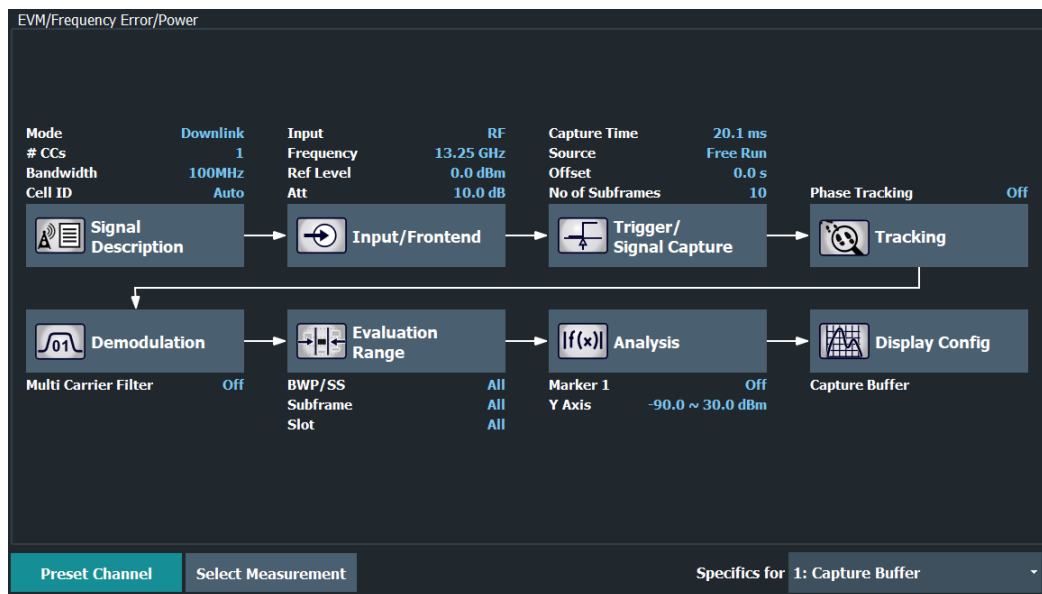 EVM/Frequency Error/Power
Mode Downlink
# CCs 1
Bandwidth 100MHz
Cell ID Auto
Input RF
Frequency 13.25 GHz
Ref Level 0.0 dBm
Att 10.0 dB
Capture Time 20.1 ms
Source Free Run
Offset 0.0 s
No of Subframes 10
Phase Tracking Off
Signal
Description
Input/Frontend
Trigger/
Signal Capture
Tracking
01 Demodulation
Evaluation
Range
|f(x)| Analysis
Display Config
Multi Carrier Filter Off
BWP/SS All
Subframe All
Slot All
Marker 1 Off
Y Axis -90.0 ~ 30.0 dBm
Capture Buffer
Preset Channel
Select Measurement
Specifics for 1: Capture Buffer